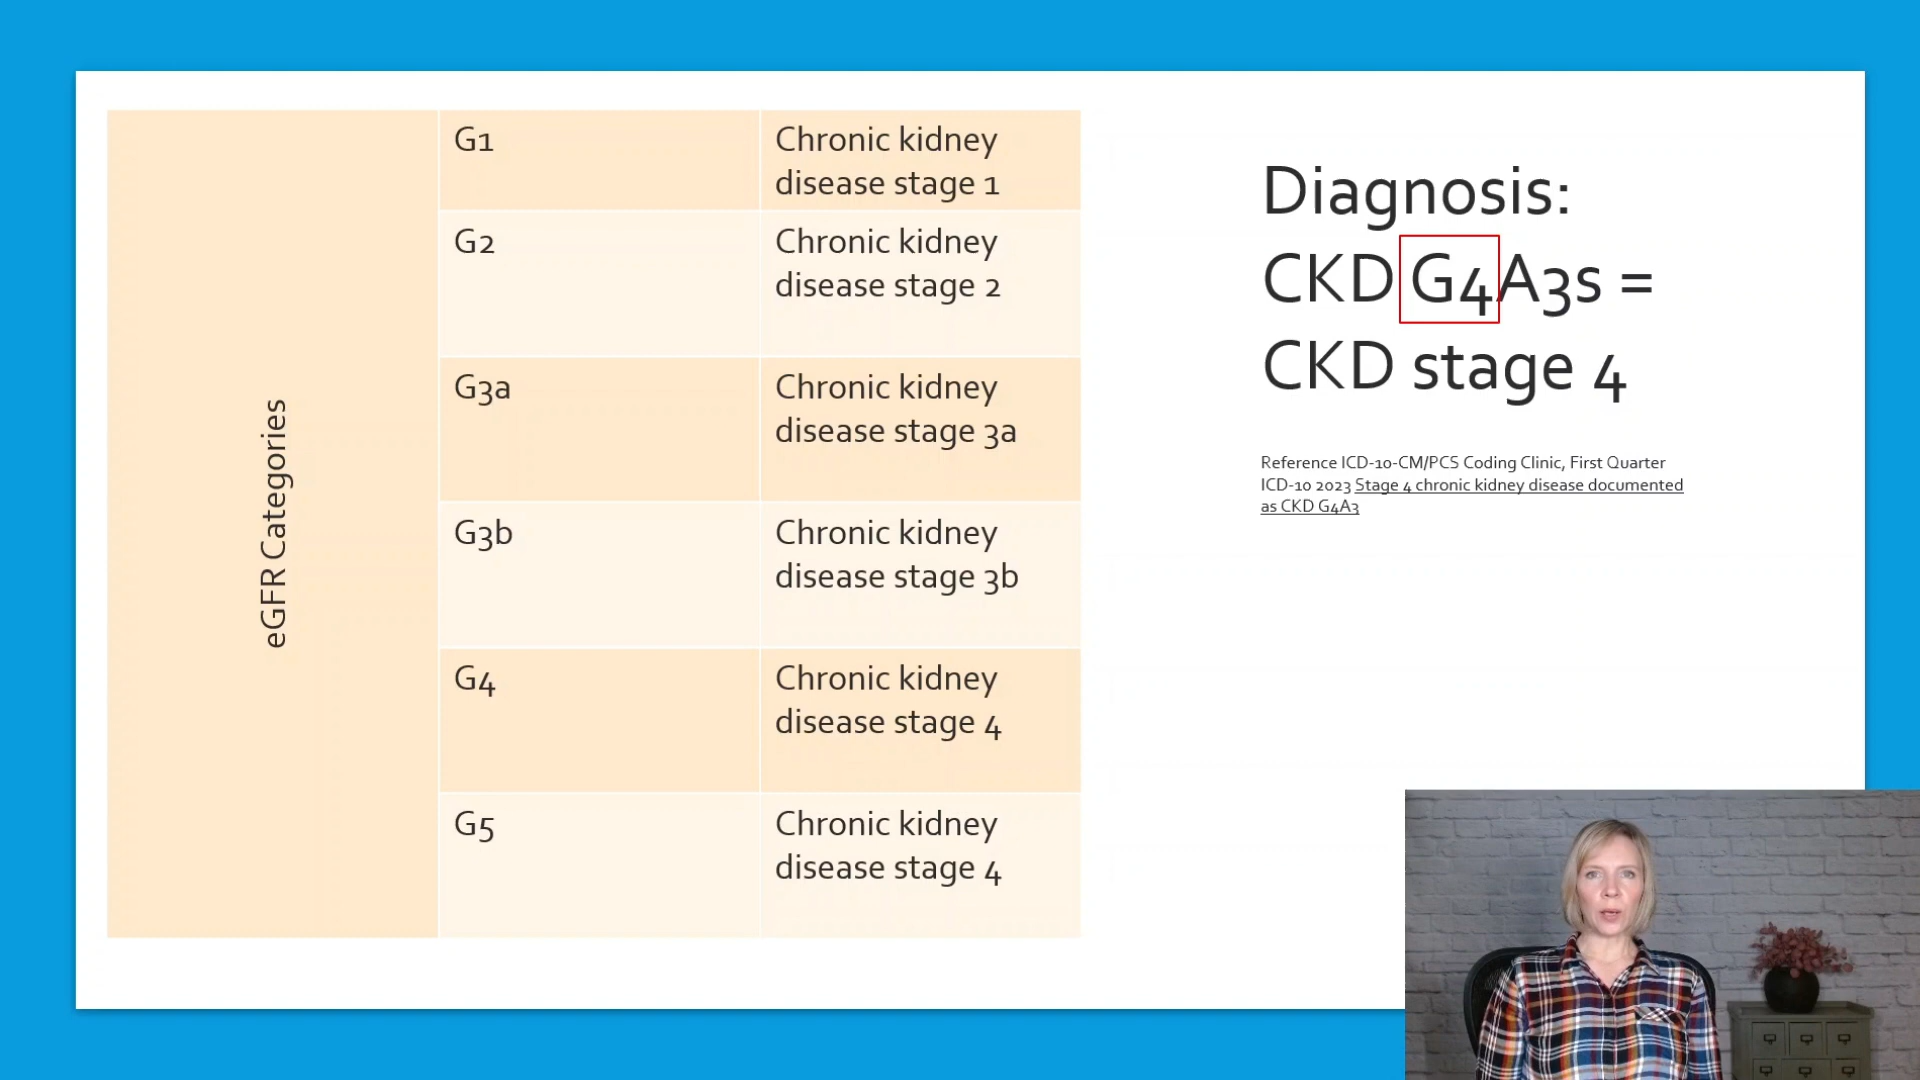 eGFR Categories
G1
Chronic kidney
disease stage 1
G2
Chronic kidney
disease stage 2
G3a
Chronic kidney
disease stage 3a
G3b
Chronic kidney
disease stage 3b
G4
Chronic kidney
disease stage 4
G5
Chronic kidney
disease stage 4
Diagnosis:
CKD G4A3s =
CKD stage 4
Reference ICD-10-CM/PCS Coding Clinic, First Quarter
ICD-10 2023 Stage 4 chronic kidney disease documented
as CKD G4A3